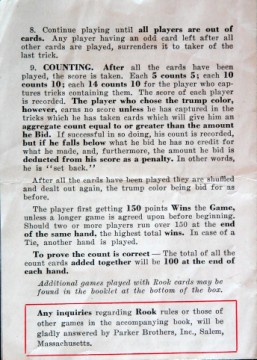 8. Continue playing until all players are out of
cards. Any player having an odd card left after all
other cards are played, surrenders it to taker of the
last trick.
9. COUNTING. After all the cards have been
played, the score is taken. Each 5 counts 5; each 10
counts 10; each 14 counts 10 for the player who cap-
tures tricks containing them. The score of each player
is recorded. The player who chose the trump color,
however, earns no score unless he has captured in the
tricks which he has taken cards which will give him an
aggregate count equal to or greater than the amount
he Bid. If successful in so doing, his count is recorded,
but if he falls below what he bid he has no credit for
what he made, and, furthermore, the amount he bid is
deducted from his score as a penalty. In other words,
he is "set back."
After all the cards have been played they are shuffled
and dealt out again, the trump color being bid for as
before.
The player first getting 150 points Wins the Game,
unless a longer game is agreed upon before beginning.
Should two or more players run over 150 at the end
of the same hand, the highest total wins. In case of a
Tie, another hand is played.
To prove the count is correct — The total of all the
count cards added together will be 100 at the end of
each hand.
Additional games played with Rook cards may be
found in the booklet at the bottom of the box.
Any inquiries regarding Rook rules or those of
other games in the accompanying book, will be
gladly answered by Parker Brothers, Inc., Salem,
Massachusetts.